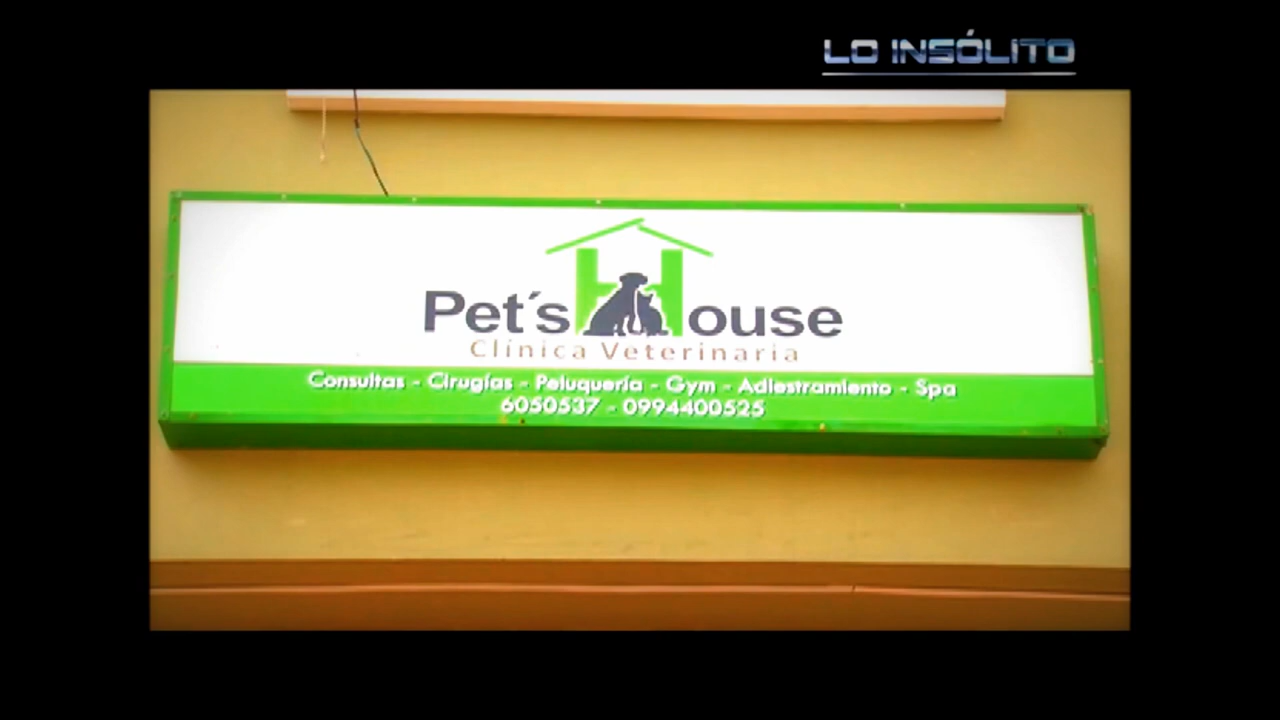 LO INSÓLITO
Pet´s House
Clínica Veterinaria
Consultas - Cirugías - Peluquería - Gym - Adiestramiento - Spa
6050537 - 0994400525